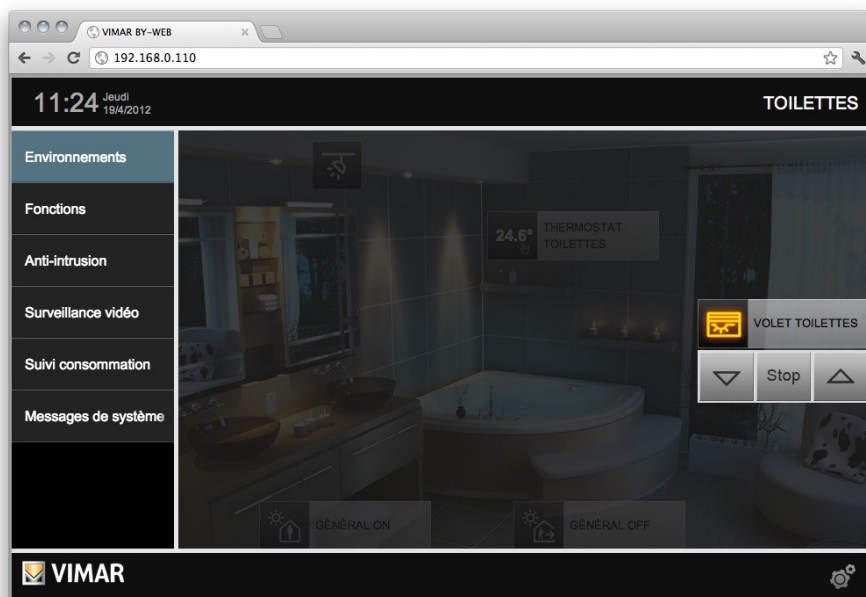 VIMAR BY-WEB
192.168.0.110
11:24 Jeudi
19/4/2012
TOILETTES
Environnements
Fonctions
Anti-intrusion
Surveillance vidéo
Suivi consommation
Messages de système
24.6°
THERMOSTAT
TOILETTES
VOLET TOILETTES
Stop
GÉNÉRAL ON
GÉNÉRAL OFF
VIMAR